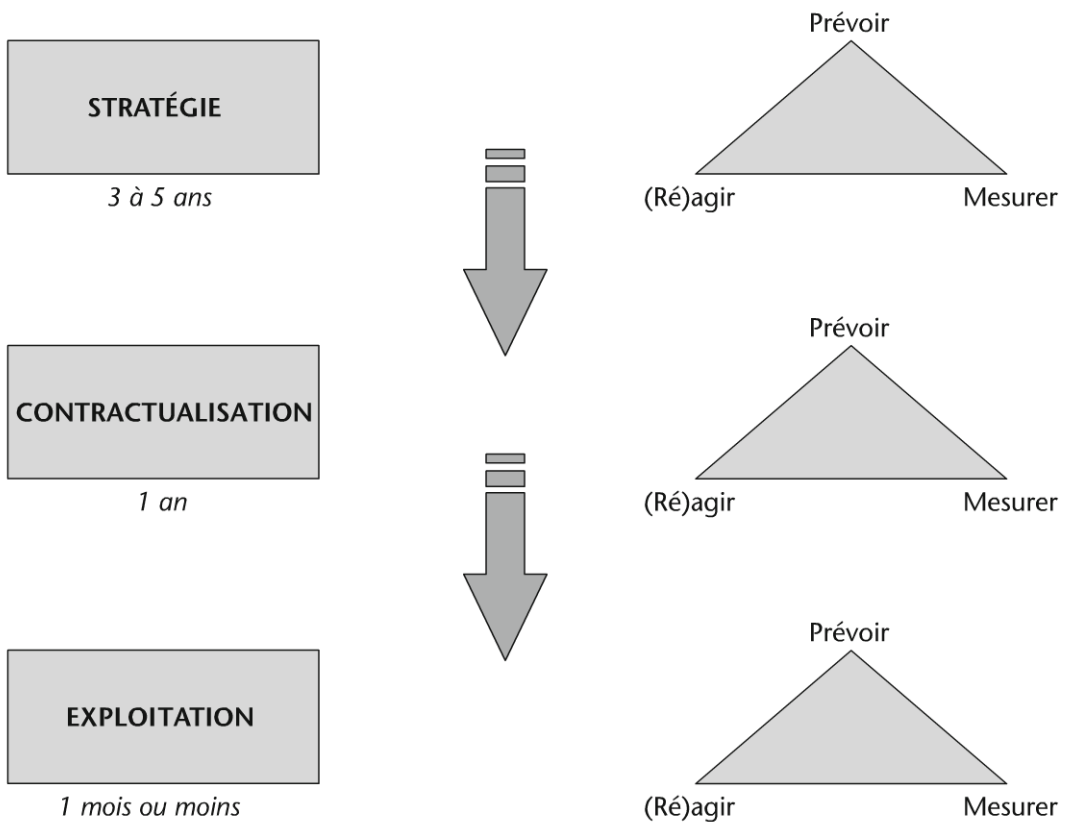 Prévoir
STRATÉGIE
3 à 5 ans
(Ré)agir
Mesurer
Prévoir
CONTRACTUALISATION
1 an
(Ré)agir
Mesurer
Prévoir
EXPLOITATION
1 mois ou moins
(Ré)agir
Mesurer